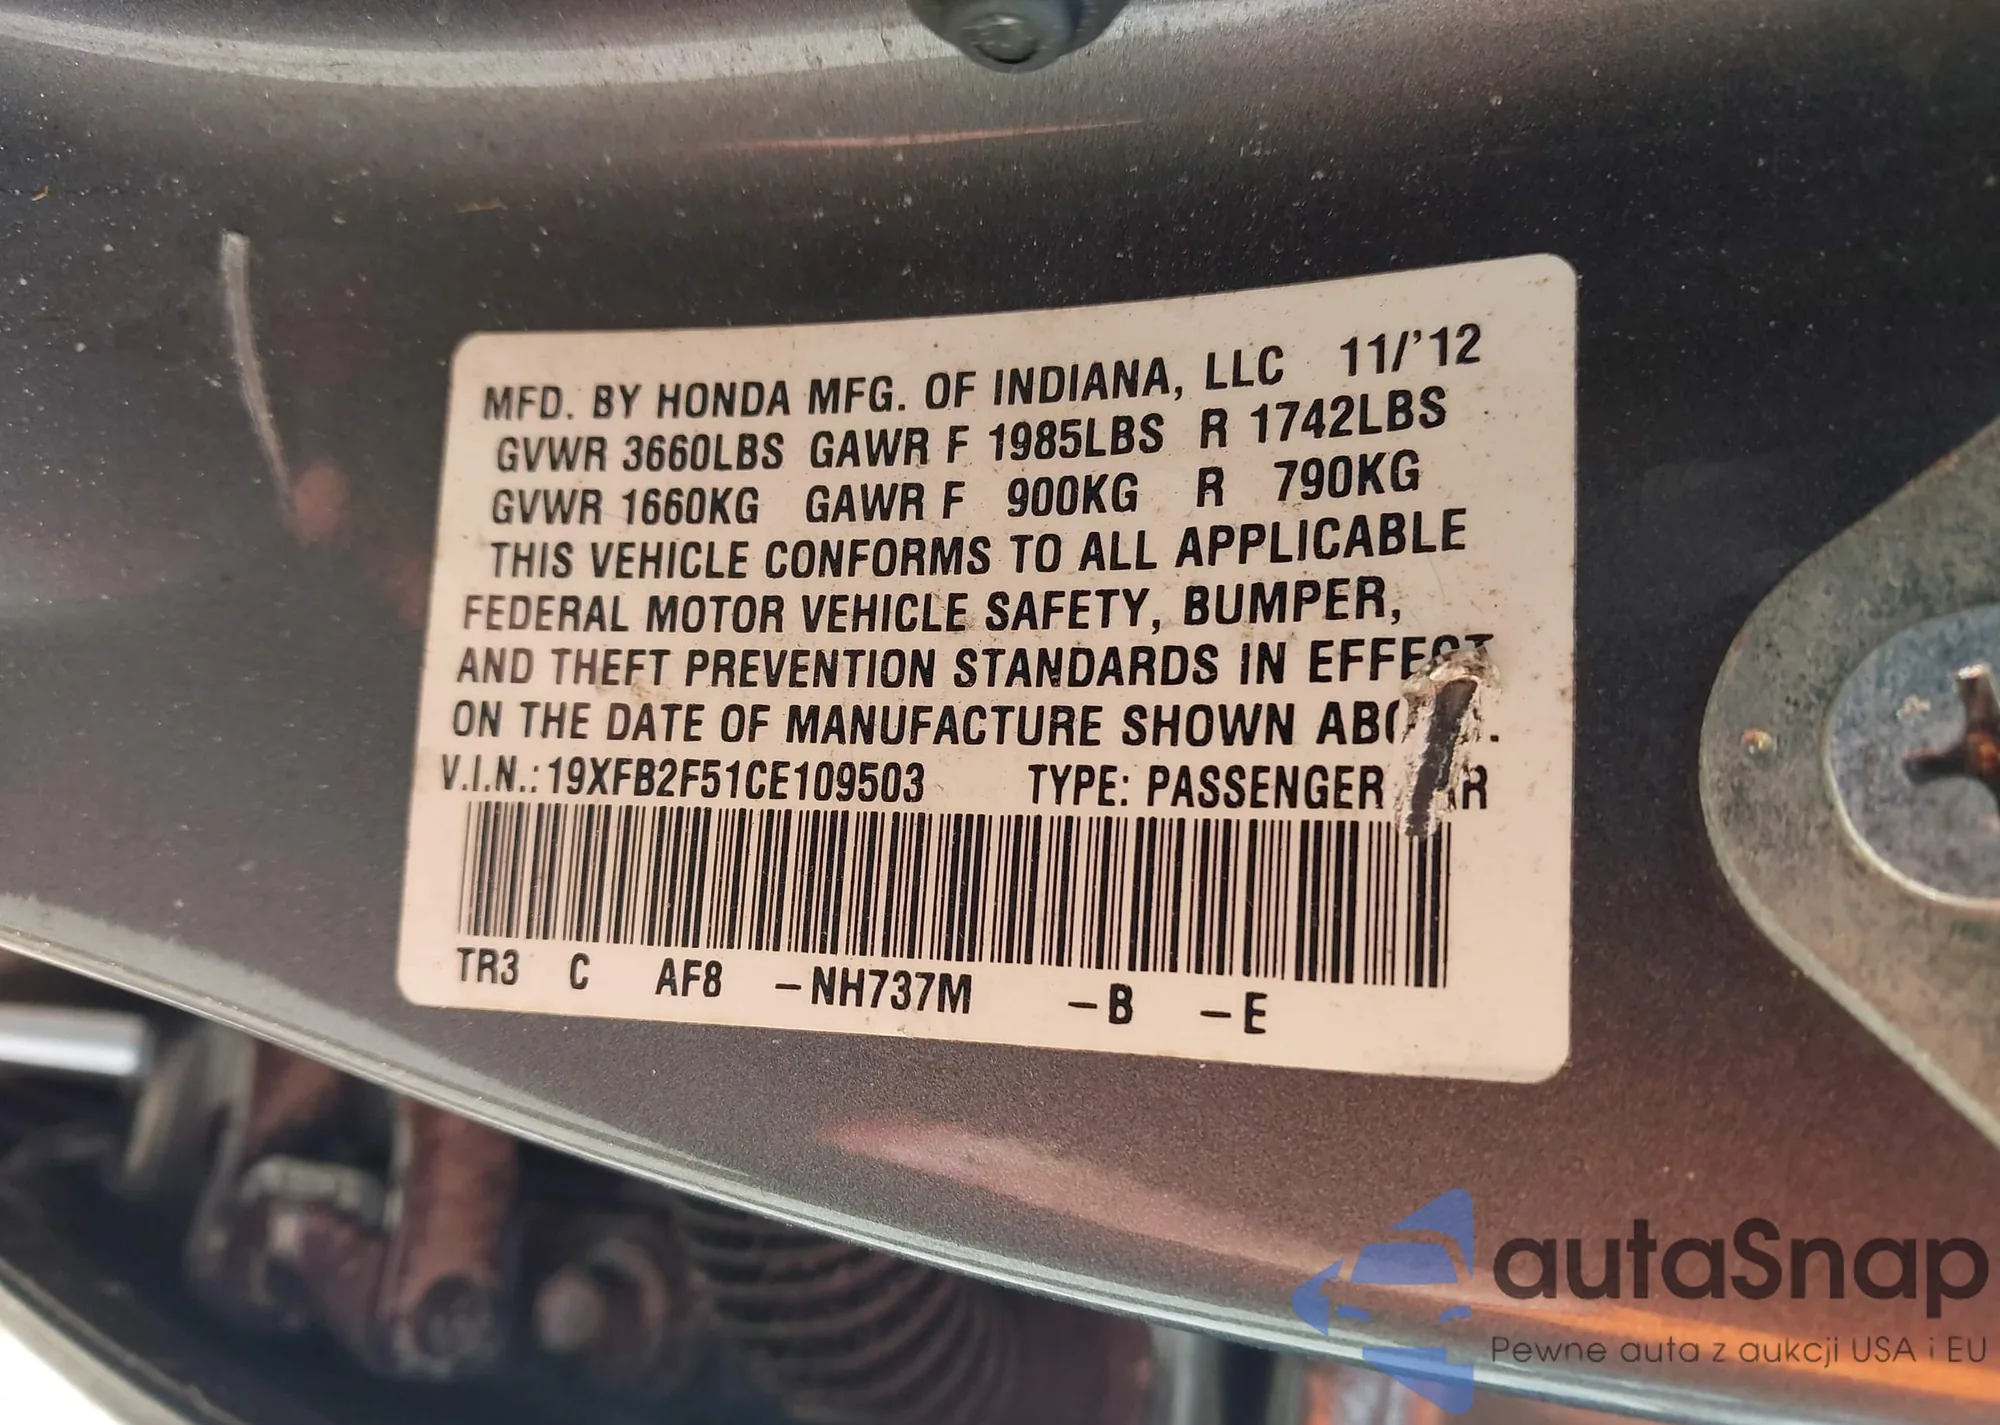 MFD. BY HONDA MFG. OF INDIANA, LLC 11/'12
GVWR 3660LBS GAWR F 1985LBS R 1742LBS
GVWR 1660KG GAWR F 900KG R 790KG
THIS VEHICLE CONFORMS TO ALL APPLICABLE
FEDERAL MOTOR VEHICLE SAFETY, BUMPER,
AND THEFT PREVENTION STANDARDS IN EFFECT
ON THE DATE OF MANUFACTURE SHOWN
V.I.N.: 19XFB2F51CE109503 TYPE: PASSENGER
TR3 C AF8 -NH737M -B -E
autaSnap
Pewne auta z aukcji USA i EU